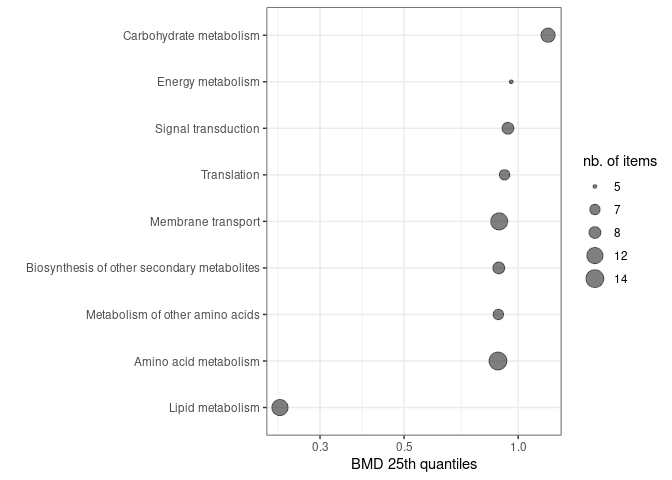 Carbohydrate metabolism
Energy metabolism
Signal transduction
Translation
Membrane transport
Biosynthesis of other secondary metabolites
Metabolism of other amino acids
Amino acid metabolism
Lipid metabolism
0.3 0.5 1.0
BMD 25th quantiles
nb. of items
5
7
8
12
14